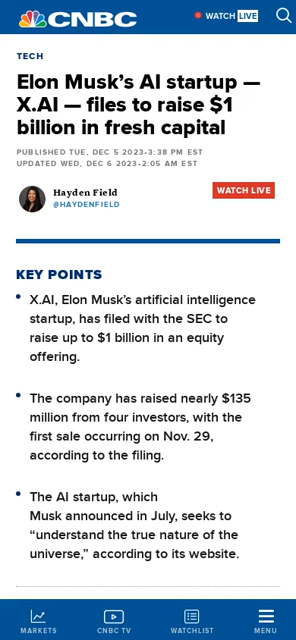 CNBC
WATCH LIVE
TECH
Elon Musk’s AI startup —
X.AI — files to raise $1
billion in fresh capital
PUBLISHED TUE, DEC 5 2023•3:38 PM EST
UPDATED WED, DEC 6 2023•2:05 AM EST
Hayden Field
@HAYDENFIELD
WATCH LIVE
KEY POINTS
• X.AI, Elon Musk’s artificial intelligence
startup, has filed with the SEC to
raise up to $1 billion in an equity
offering.
• The company has raised nearly $135
million from four investors, with the
first sale occurring on Nov. 29,
according to the filing.
• The AI startup, which
Musk announced in July, seeks to
“understand the true nature of the
universe,” according to its website.
MARKETS
CNBC TV
WATCHLIST
MENU